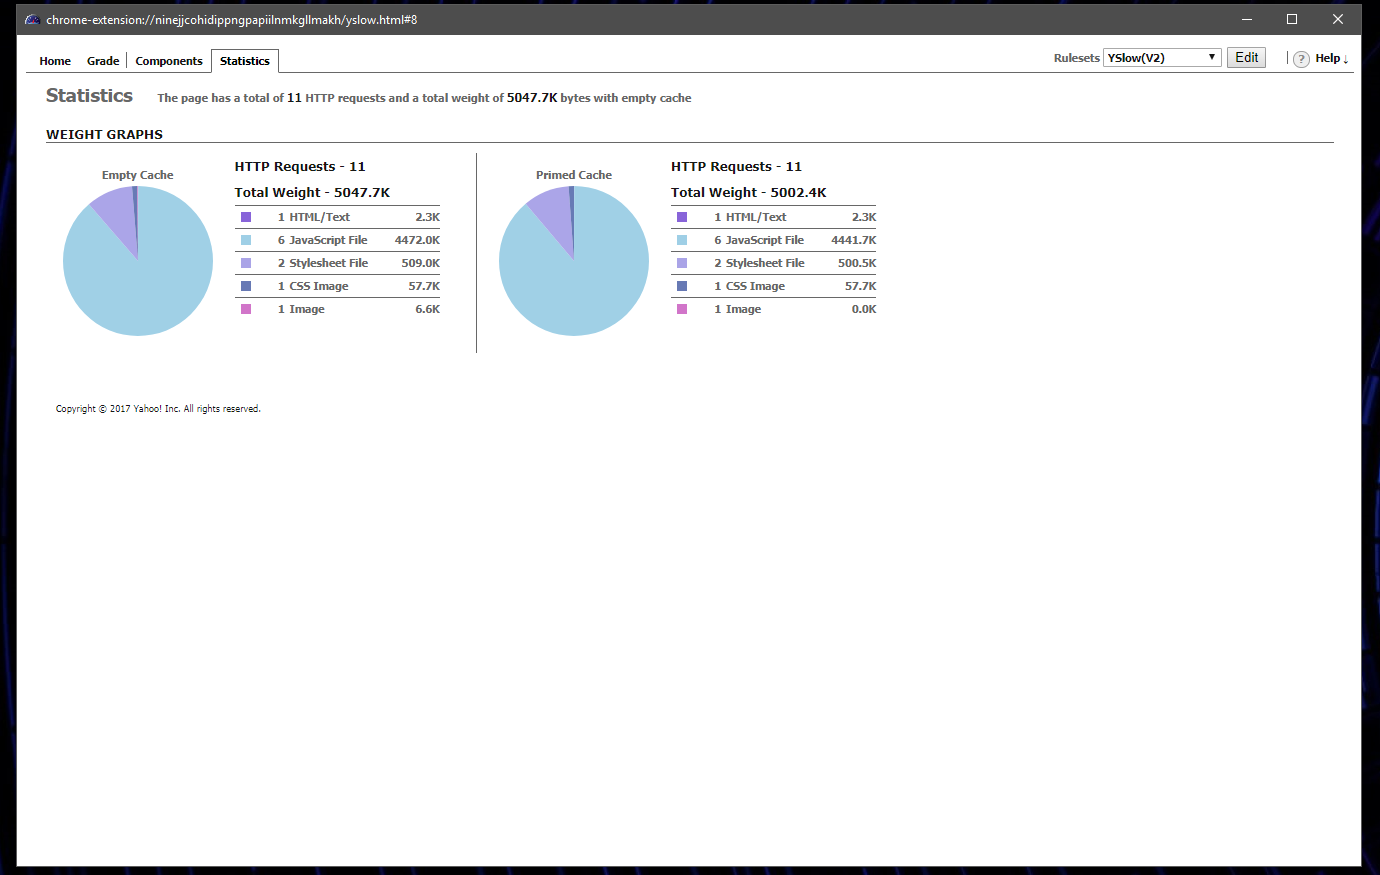 chrome-extension://ninejjcohidippngpapiilnmkgllmakh/yslow.html#8
Home Grade Components Statistics Rulesets YSlow(V2) Edit ? Help ↓
Statistics The page has a total of 11 HTTP requests and a total weight of 5047.7K bytes with empty cache
WEIGHT GRAPHS
Empty Cache
HTTP Requests - 11
Total Weight - 5047.7K
1 HTML/Text 2.3K
6 JavaScript File 4472.0K
2 Stylesheet File 509.0K
1 CSS Image 57.7K
1 Image 6.6K
Primed Cache
HTTP Requests - 11
Total Weight - 5002.4K
1 HTML/Text 2.3K
6 JavaScript File 4441.7K
2 Stylesheet File 500.5K
1 CSS Image 57.7K
1 Image 0.0K
Copyright © 2017 Yahoo! Inc. All rights reserved.